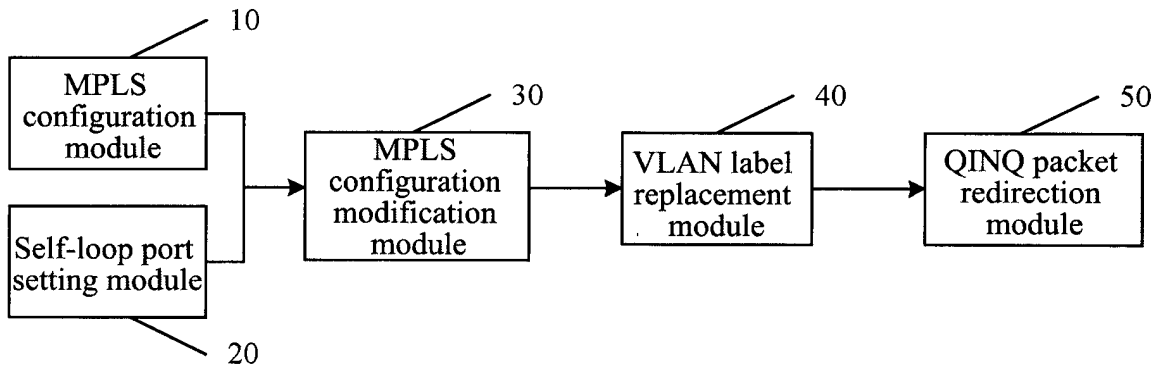 10
MPLS
configuration
module
Self-loop port
setting module
20
30
MPLS
configuration
modification
module
40
VLAN label
replacement
module
50
QINQ packet
redirection
module